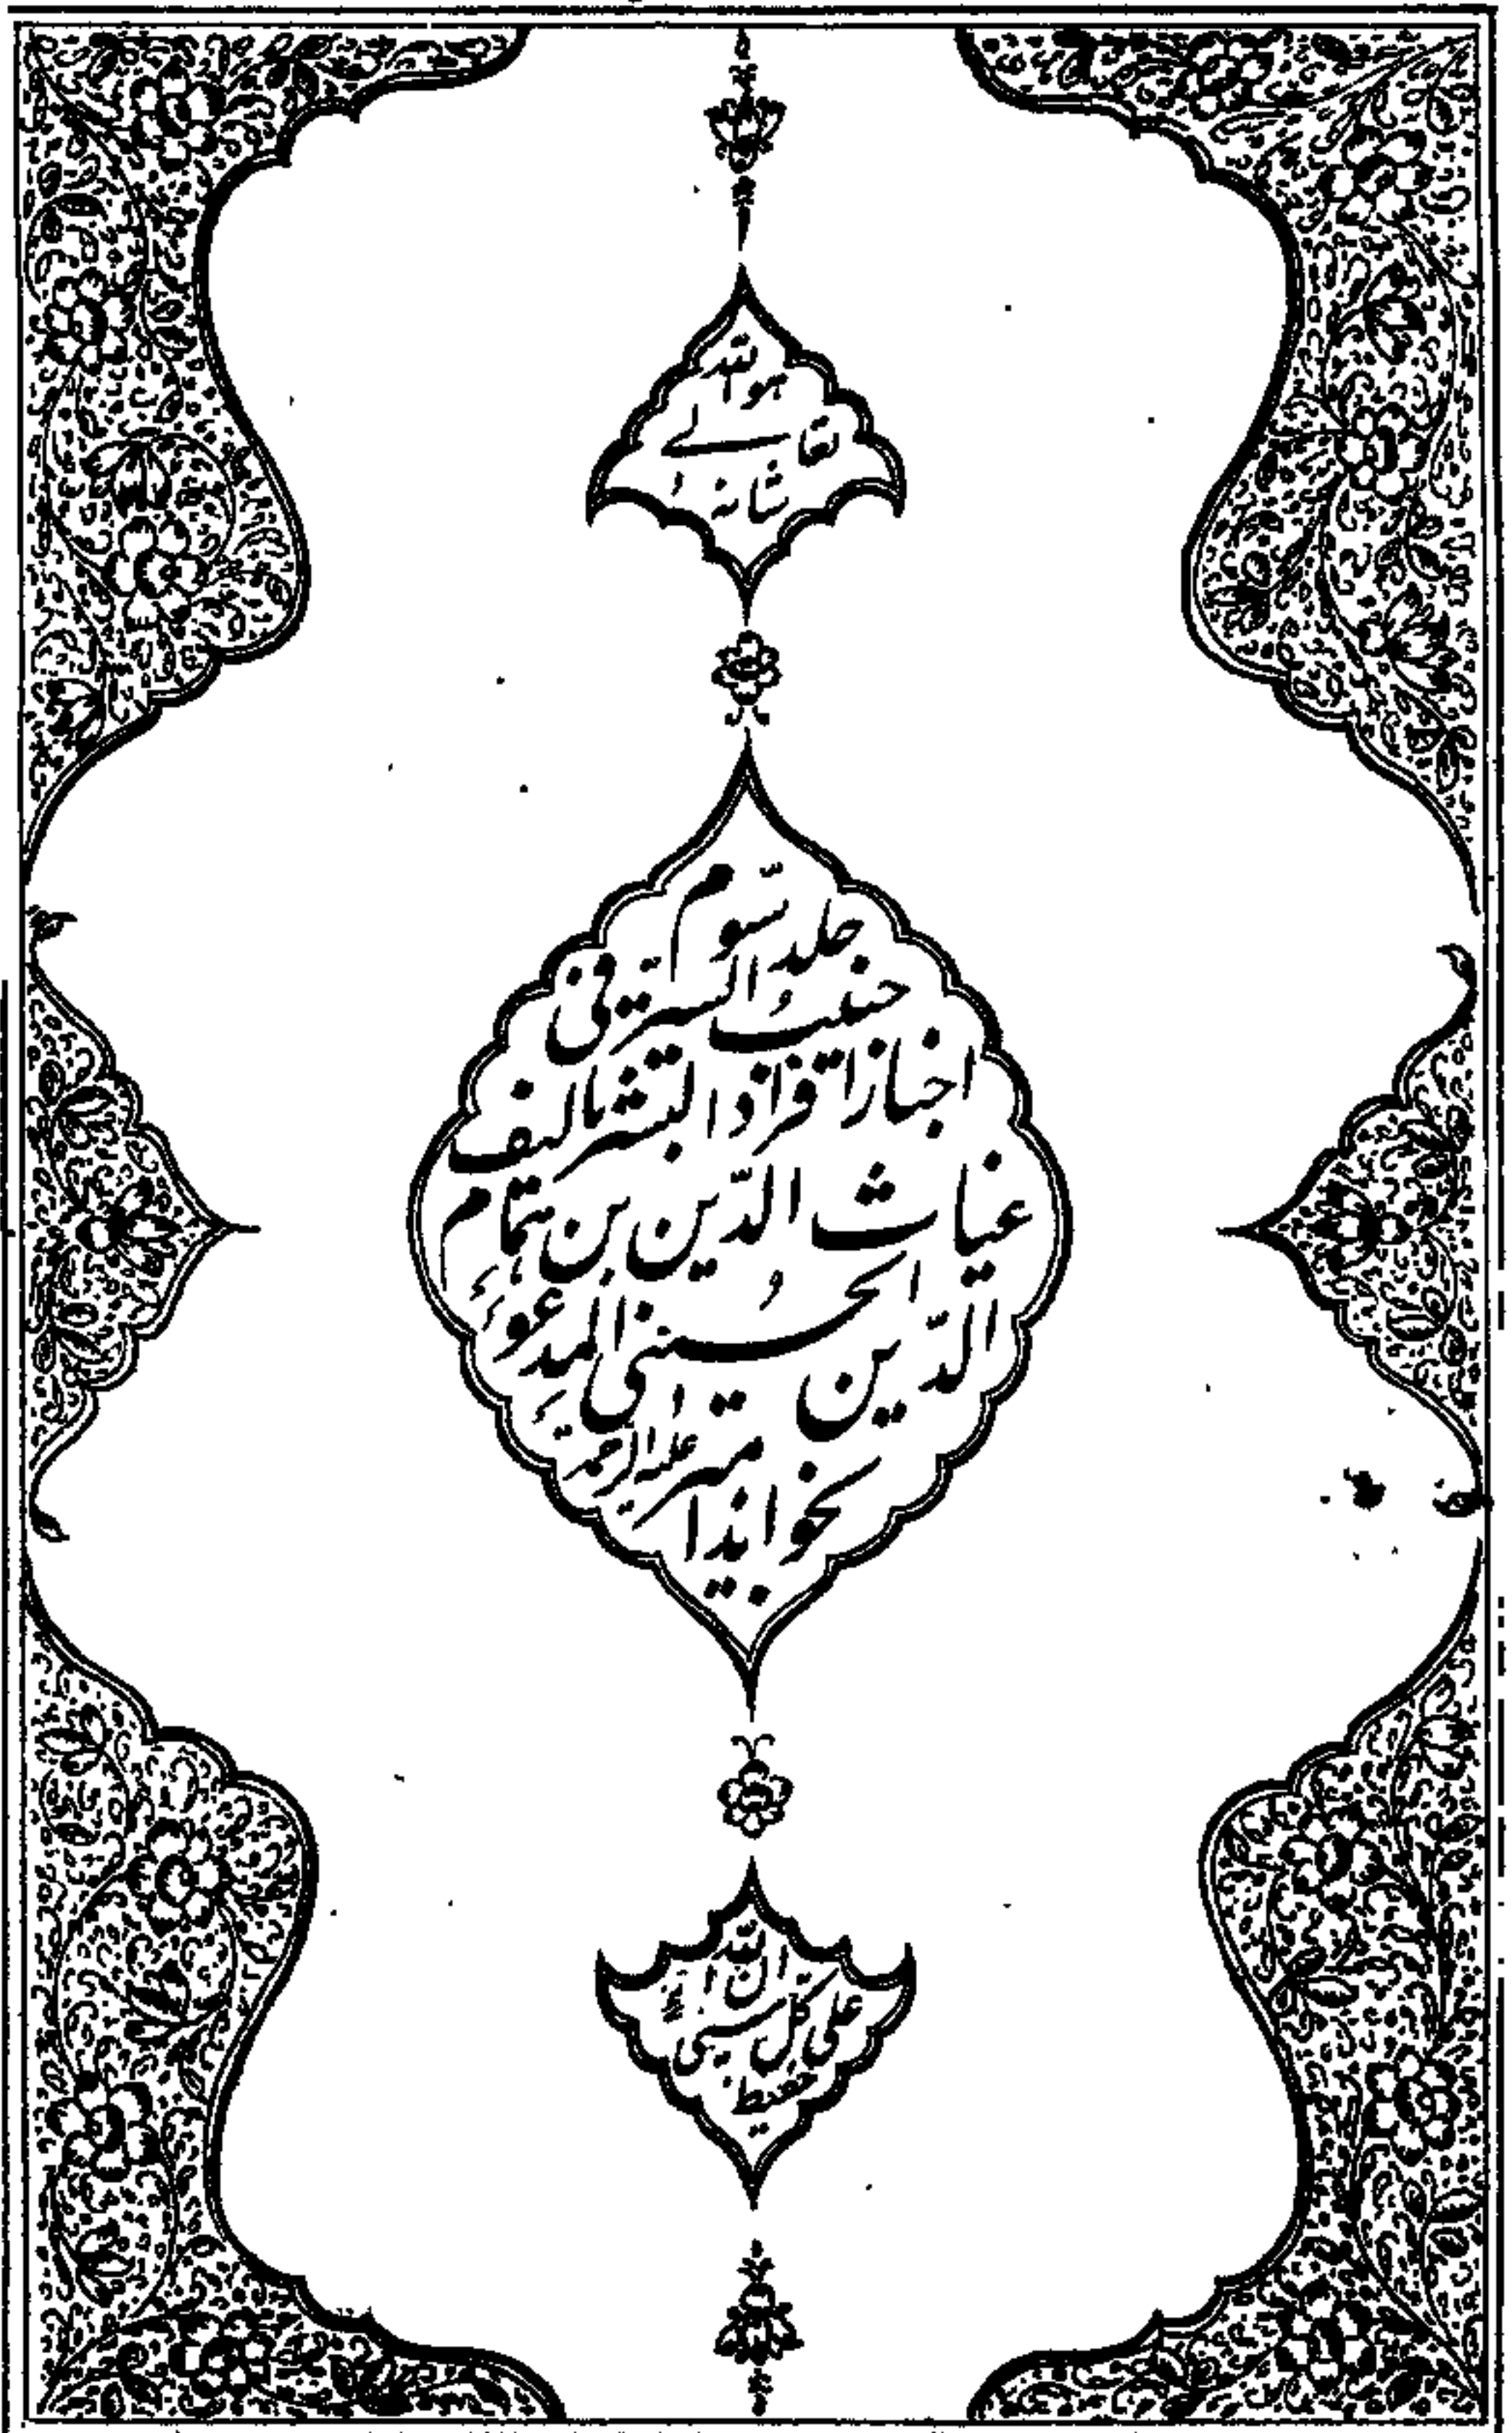 هو الله
تعالی
شانه
جلد سوم
حبیب السیر فی
اخبار افراد البشر تالیف
غیاث الدین بن همام
الدین الحسینی المدعو
بخواندامیر علیه الرحمة
ان الله
علی کل شیء
حفیظ